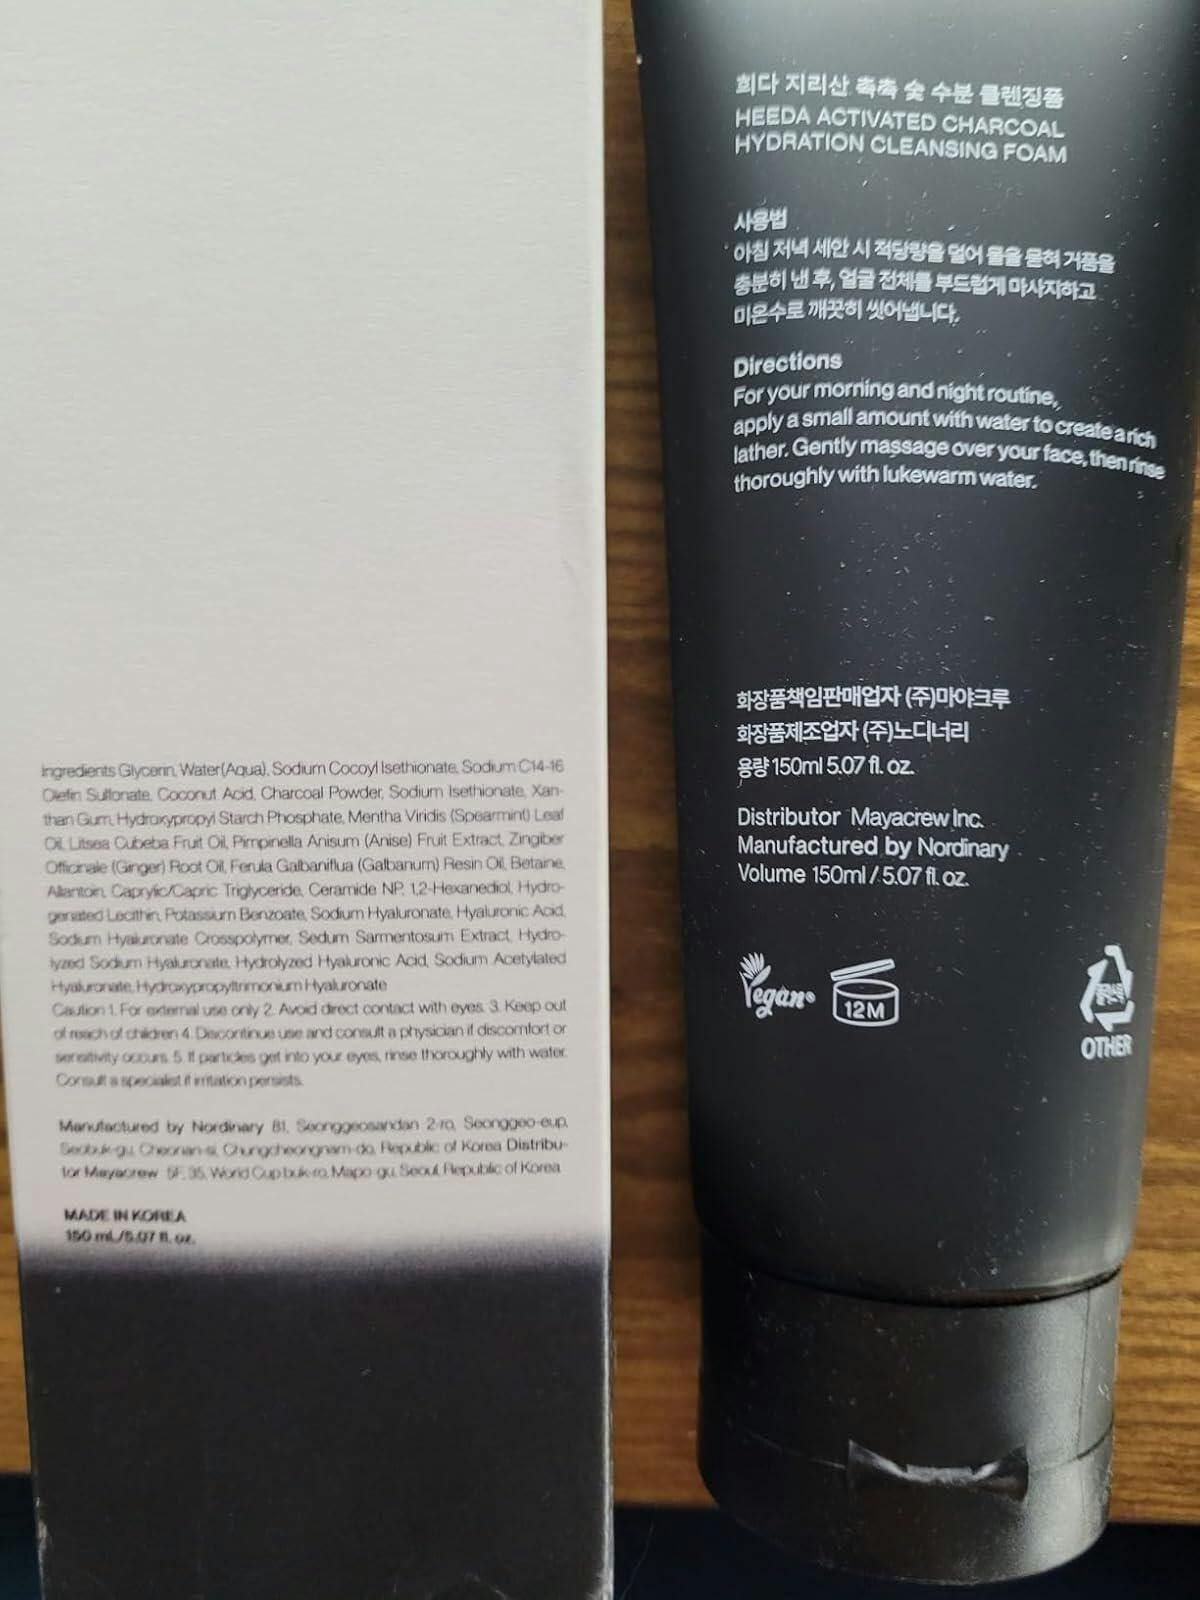 Ingredients Glycerin, Water(Aqua), Sodium Cocoyl Isethionate, Sodium C14-16
Olefin Sulfonate, Coconut Acid, Charcoal Powder, Sodium Isethionate, Xan-
than Gum, Hydroxypropyl Starch Phosphate, Mentha Viridis (Spearmint) Leaf
Oil, Litsea Cubeba Fruit Oil, Pimpinella Anisum (Anise) Fruit Extract, Zingiber
Officinale (Ginger) Root Oil, Ferula Galbaniflua (Galbanum) Resin Oil, Betaine,
Allantoin, Caprylic/Capric Triglyceride, Ceramide NP, 1,2-Hexanediol, Hydro-
genated Lecithin, Potassium Benzoate, Sodium Hyaluronate, Hyaluronic Acid,
Sodium Hyaluronate Crosspolymer, Sedum Sarmentosum Extract, Hydro-
lyzed Sodium Hyaluronate, Hydrolyzed Hyaluronic Acid, Sodium Acetylated
Hyaluronate, Hydroxypropyltrimonium Hyaluronate
Caution 1. For external use only 2. Avoid direct contact with eyes. 3. Keep out
of reach of children 4. Discontinue use and consult a physician if discomfort or
sensitivity occurs. 5. If particles get into your eyes, rinse thoroughly with water.
Consult a specialist if irritation persists.
Manufactured by Nordinary 81, Seonggeosandan 2-ro, Seonggeo-eup,
Seobuk-gu, Cheonan-si, Chungcheongnam-do, Republic of Korea Distribu-
tor Mayacrew 5F, 35, World Cup buk-ro, Mapo-gu, Seoul, Republic of Korea
MADE IN KOREA
150 mL/5.07 fl. oz.
희다 지리산 촉촉 숯 수분 클렌징폼
HEEDA ACTIVATED CHARCOAL
HYDRATION CLEANSING FOAM
사용법
아침 저녁 세안 시 적당량을 덜어 물을 묻혀 거품을
충분히 낸 후, 얼굴 전체를 부드럽게 마사지하고
미온수로 깨끗히 씻어냅니다.
Directions
For your morning and night routine,
apply a small amount with water to create a rich
lather. Gently massage over your face, then rinse
thoroughly with lukewarm water.
화장품책임판매업자 (주)마야크루
화장품제조업자 (주)노디너리
용량 150ml 5.07 fl. oz.
Distributor Mayacrew Inc.
Manufactured by Nordinary
Volume 150ml / 5.07 fl. oz.
Vegan®
12M
OTHER